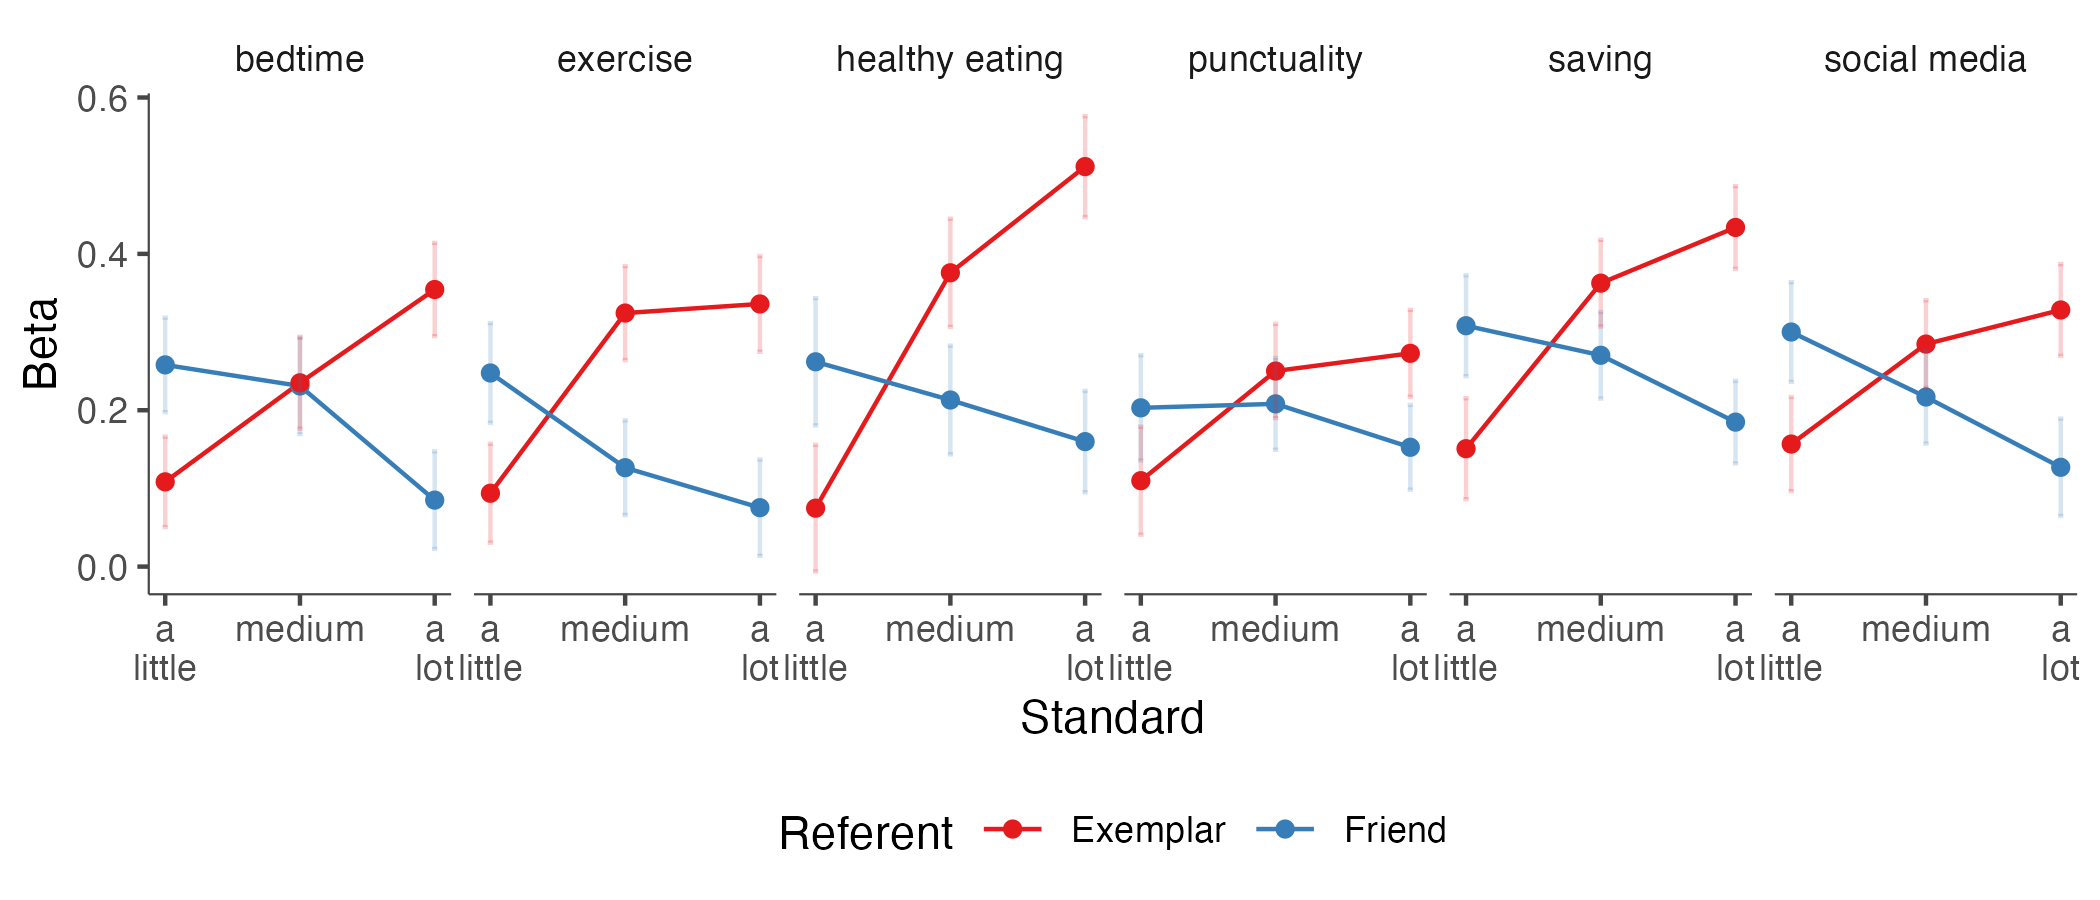 bedtime exercise healthy eating punctuality saving social media
0.6
0.4
0.2
0.0
Beta
a medium a a medium a a medium a a medium a a medium a a medium a
little lot little lot little lot little lot little lot little lot
Standard
Referent Exemplar Friend